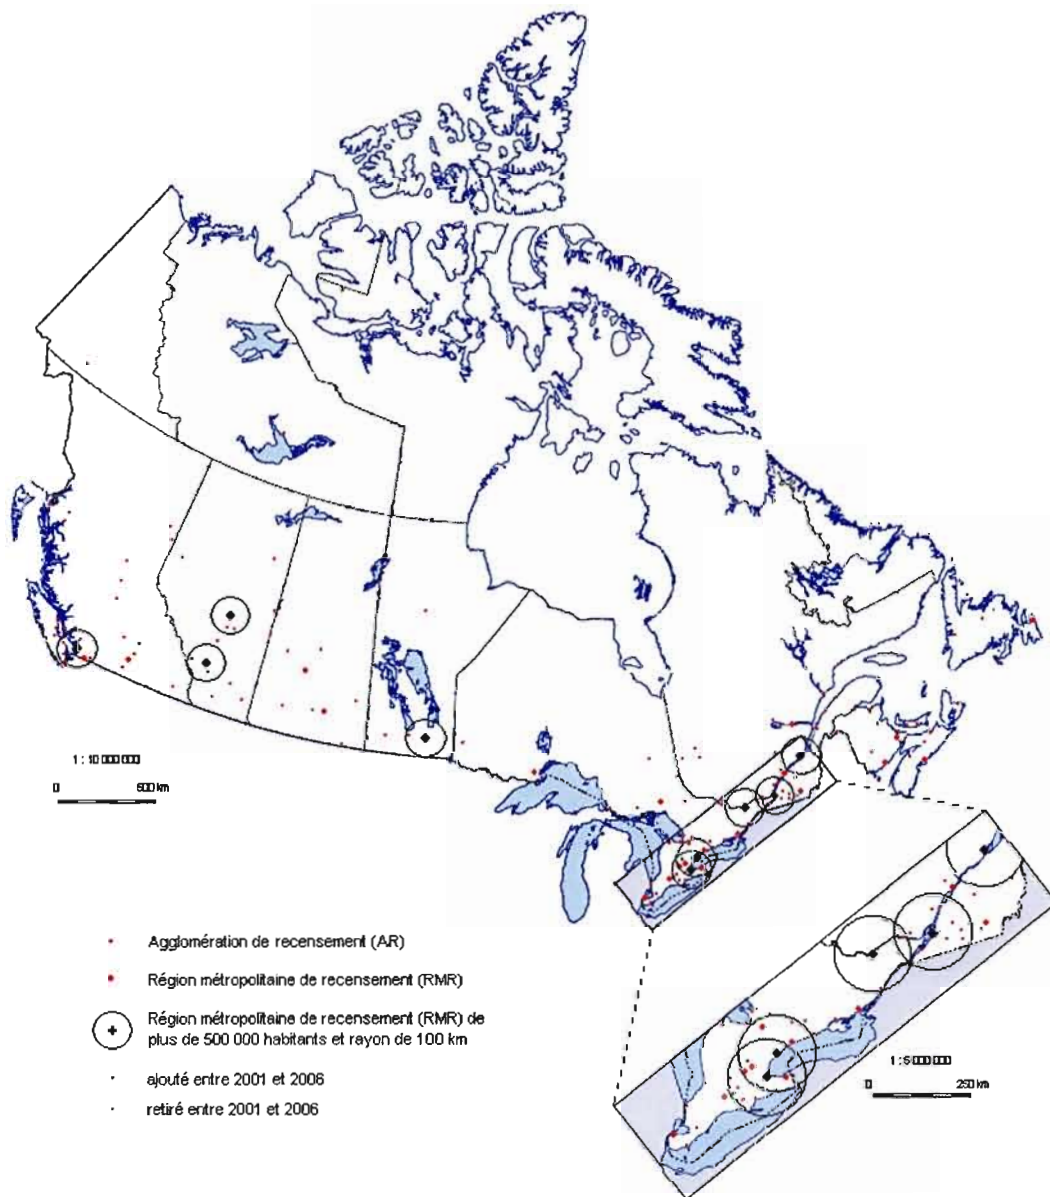 1 : 10 000 000
0 500 km
Agglomération de recensement (AR)
Région métropolitaine de recensement (RMR)
Région métropolitaine de recensement (RMR) de
plus de 500 000 habitants et rayon de 100 km
ajouté entre 2001 et 2006
retiré entre 2001 et 2006
1 : 5 000 000
0 250 km